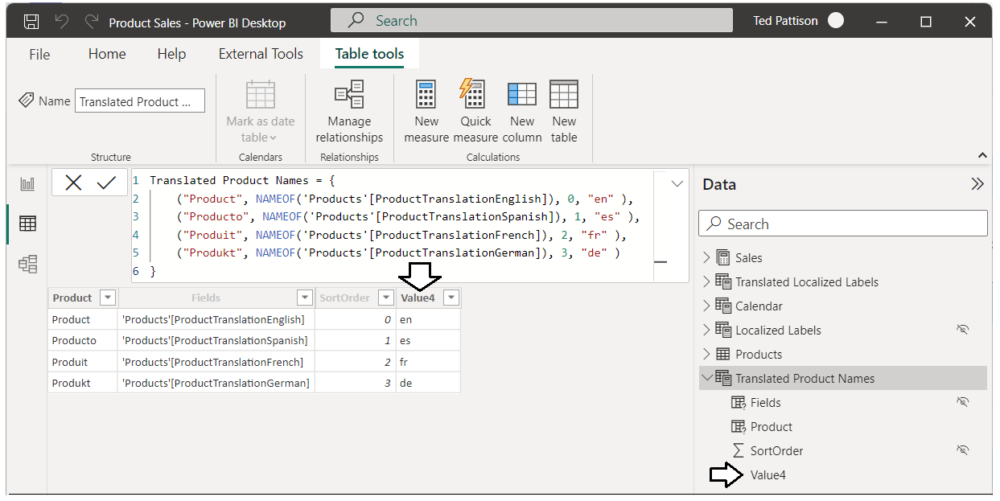 Product Sales - Power BI Desktop
Search
Ted Pattison
File
Home
Help
External Tools
Table tools
Name
Translated Product ...
Structure
Mark as date
table
Calendars
Manage
relationships
Relationships
New
measure
Quick
measure
New
column
New
table
Calculations
1 Translated Product Names = {
2 ("Product", NAMEOF('Products'[ProductTranslationEnglish]), 0, "en" ),
3 ("Producto", NAMEOF('Products'[ProductTranslationSpanish]), 1, "es" ),
4 ("Produit", NAMEOF('Products'[ProductTranslationFrench]), 2, "fr" ),
5 ("Produkt", NAMEOF('Products'[ProductTranslationGerman]), 3, "de" )
6 }
Product Fields SortOrder Value4
Product 'Products'[ProductTranslationEnglish] 0 en
Producto 'Products'[ProductTranslationSpanish] 1 es
Produit 'Products'[ProductTranslationFrench] 2 fr
Produkt 'Products'[ProductTranslationGerman] 3 de
Data
Search
Sales
Translated Localized Labels
Calendar
Localized Labels
Products
Translated Product Names
Fields
Product
SortOrder
Value4